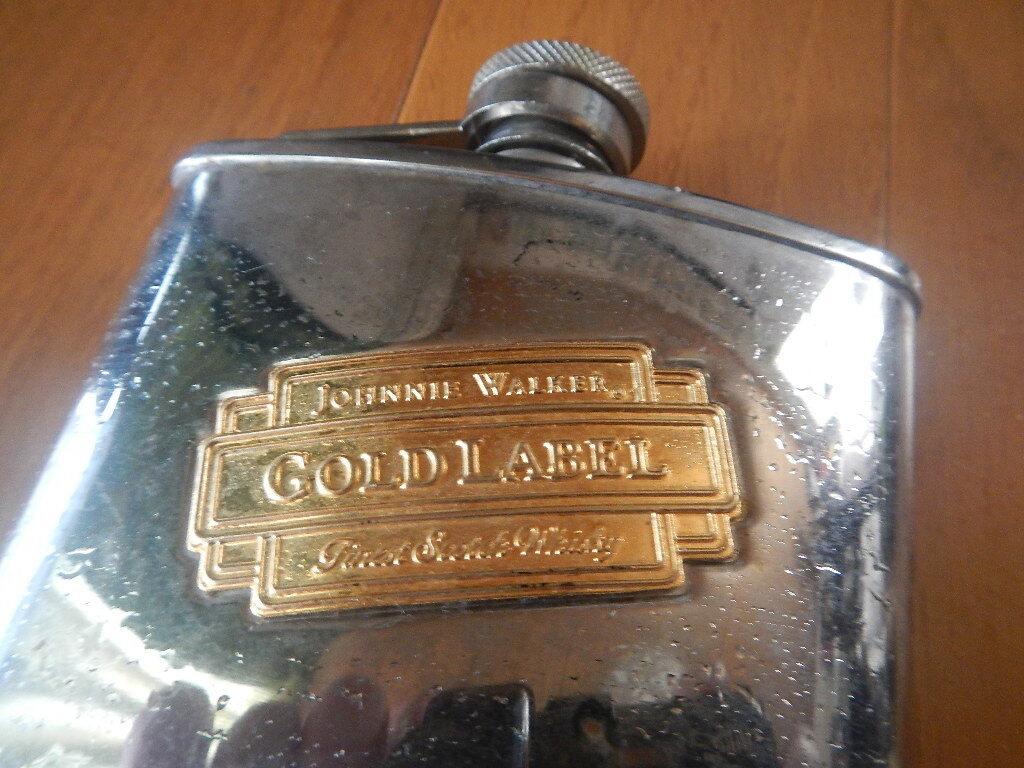 JOHNNIE WALKER
GOLD LABEL
Finest Scotch Whisky